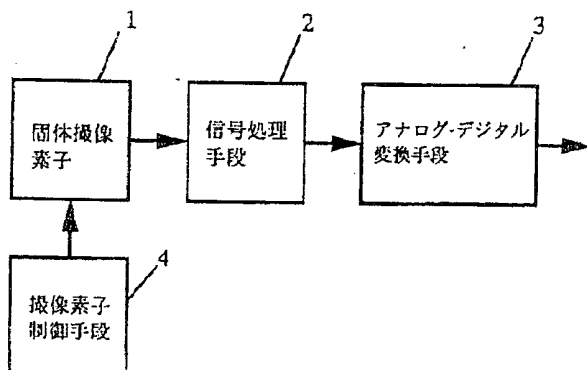 1
2
3
固体撮像
素子
信号処理
手段
アナログ-デジタル
変換手段
4
撮像素子
制御手段